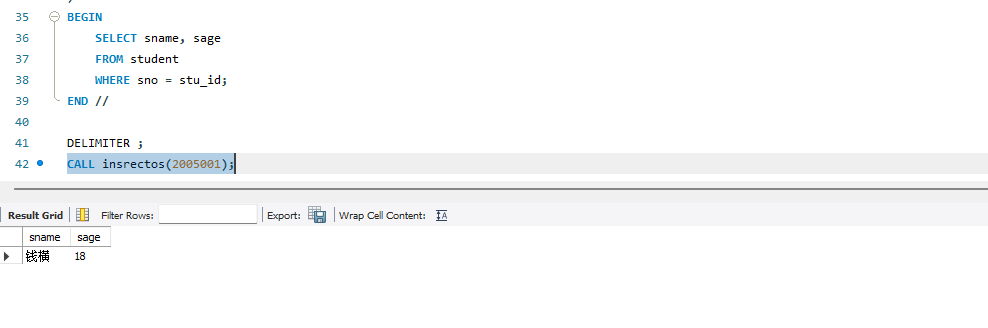 35 BEGIN
36 SELECT sname, sage
37 FROM student
38 WHERE sno = stu_id;
39 END //
40
41 DELIMITER ;
42 CALL insrectos(2005001);
Result Grid Filter Rows: Export: Wrap Cell Content: IA
sname sage
钱横 18